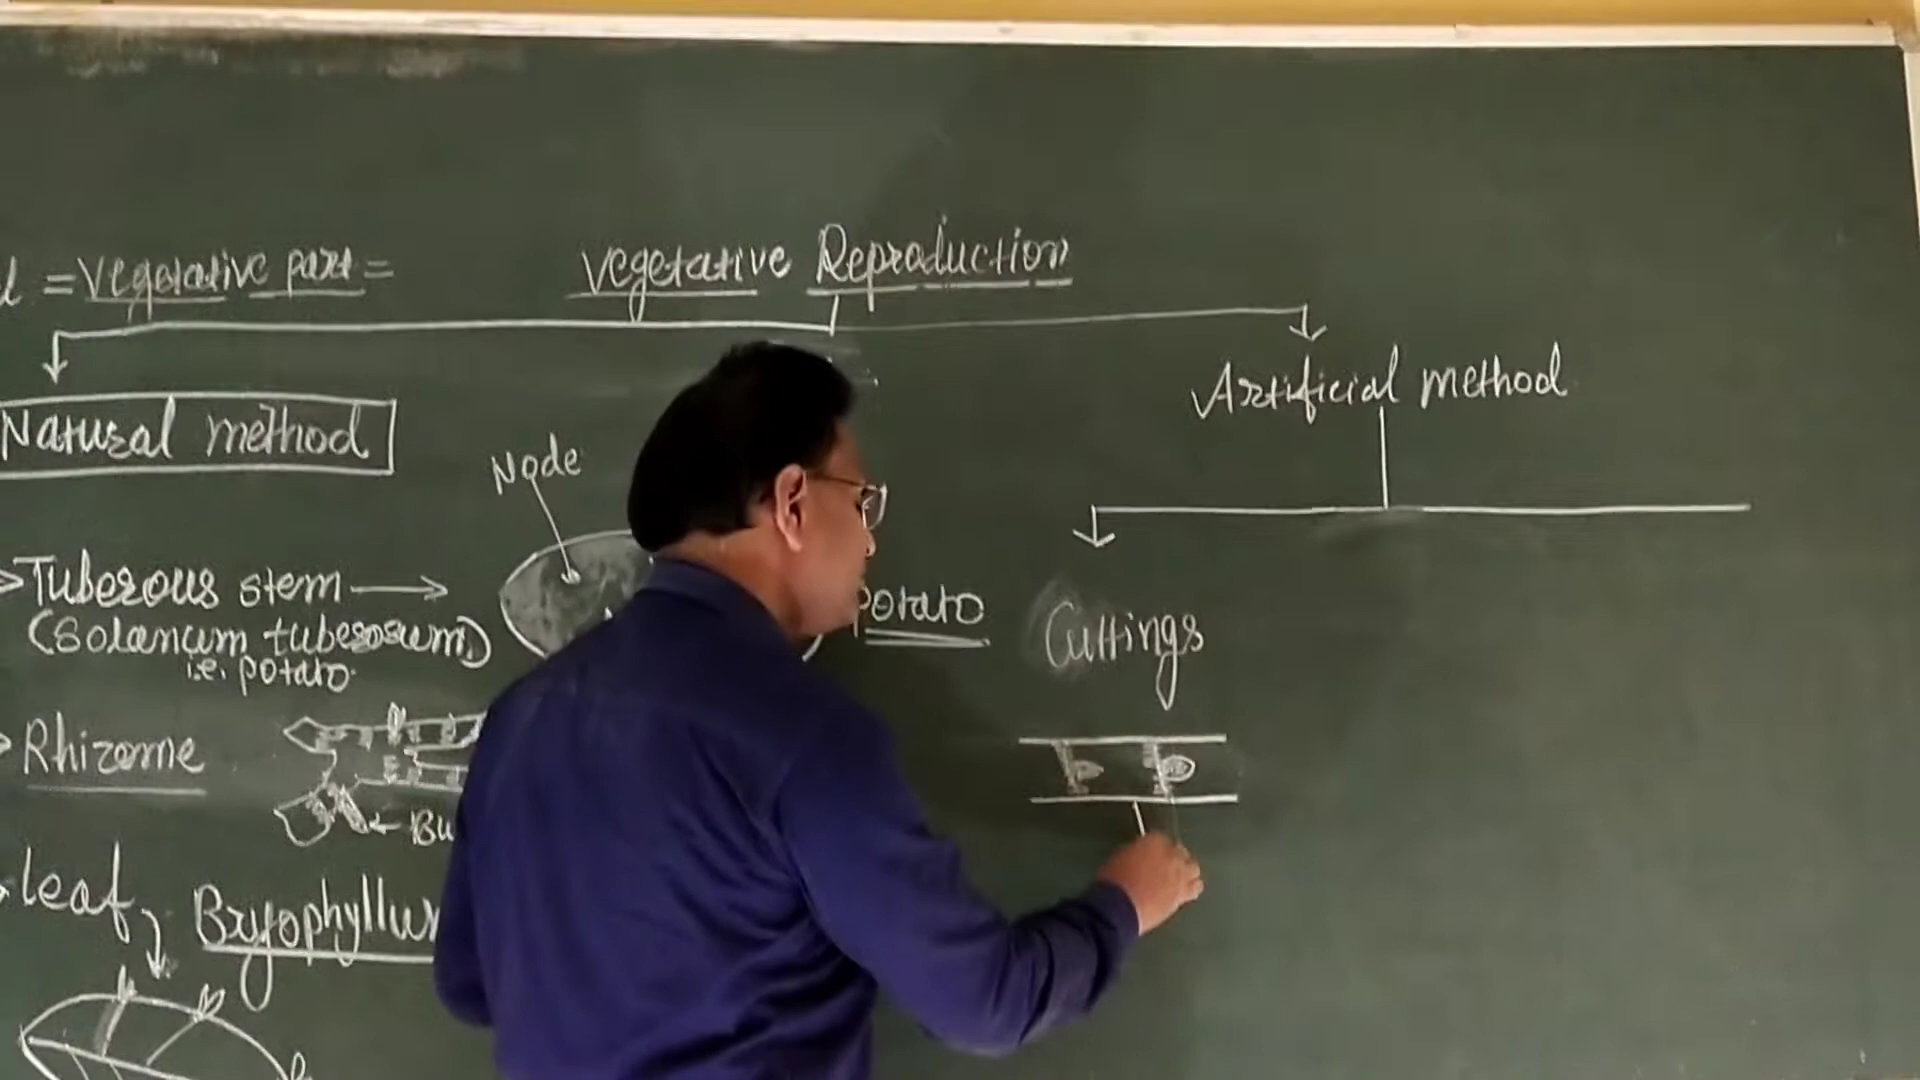 = Vegetative part =
Vegetative Reproduction
Natural method
Artificial method
Node
Tuberous stem
(Solanum tuberosum)
i.e. potato
Potato
Cuttings
Rhizome
Bu
leaf
Bryophyllum